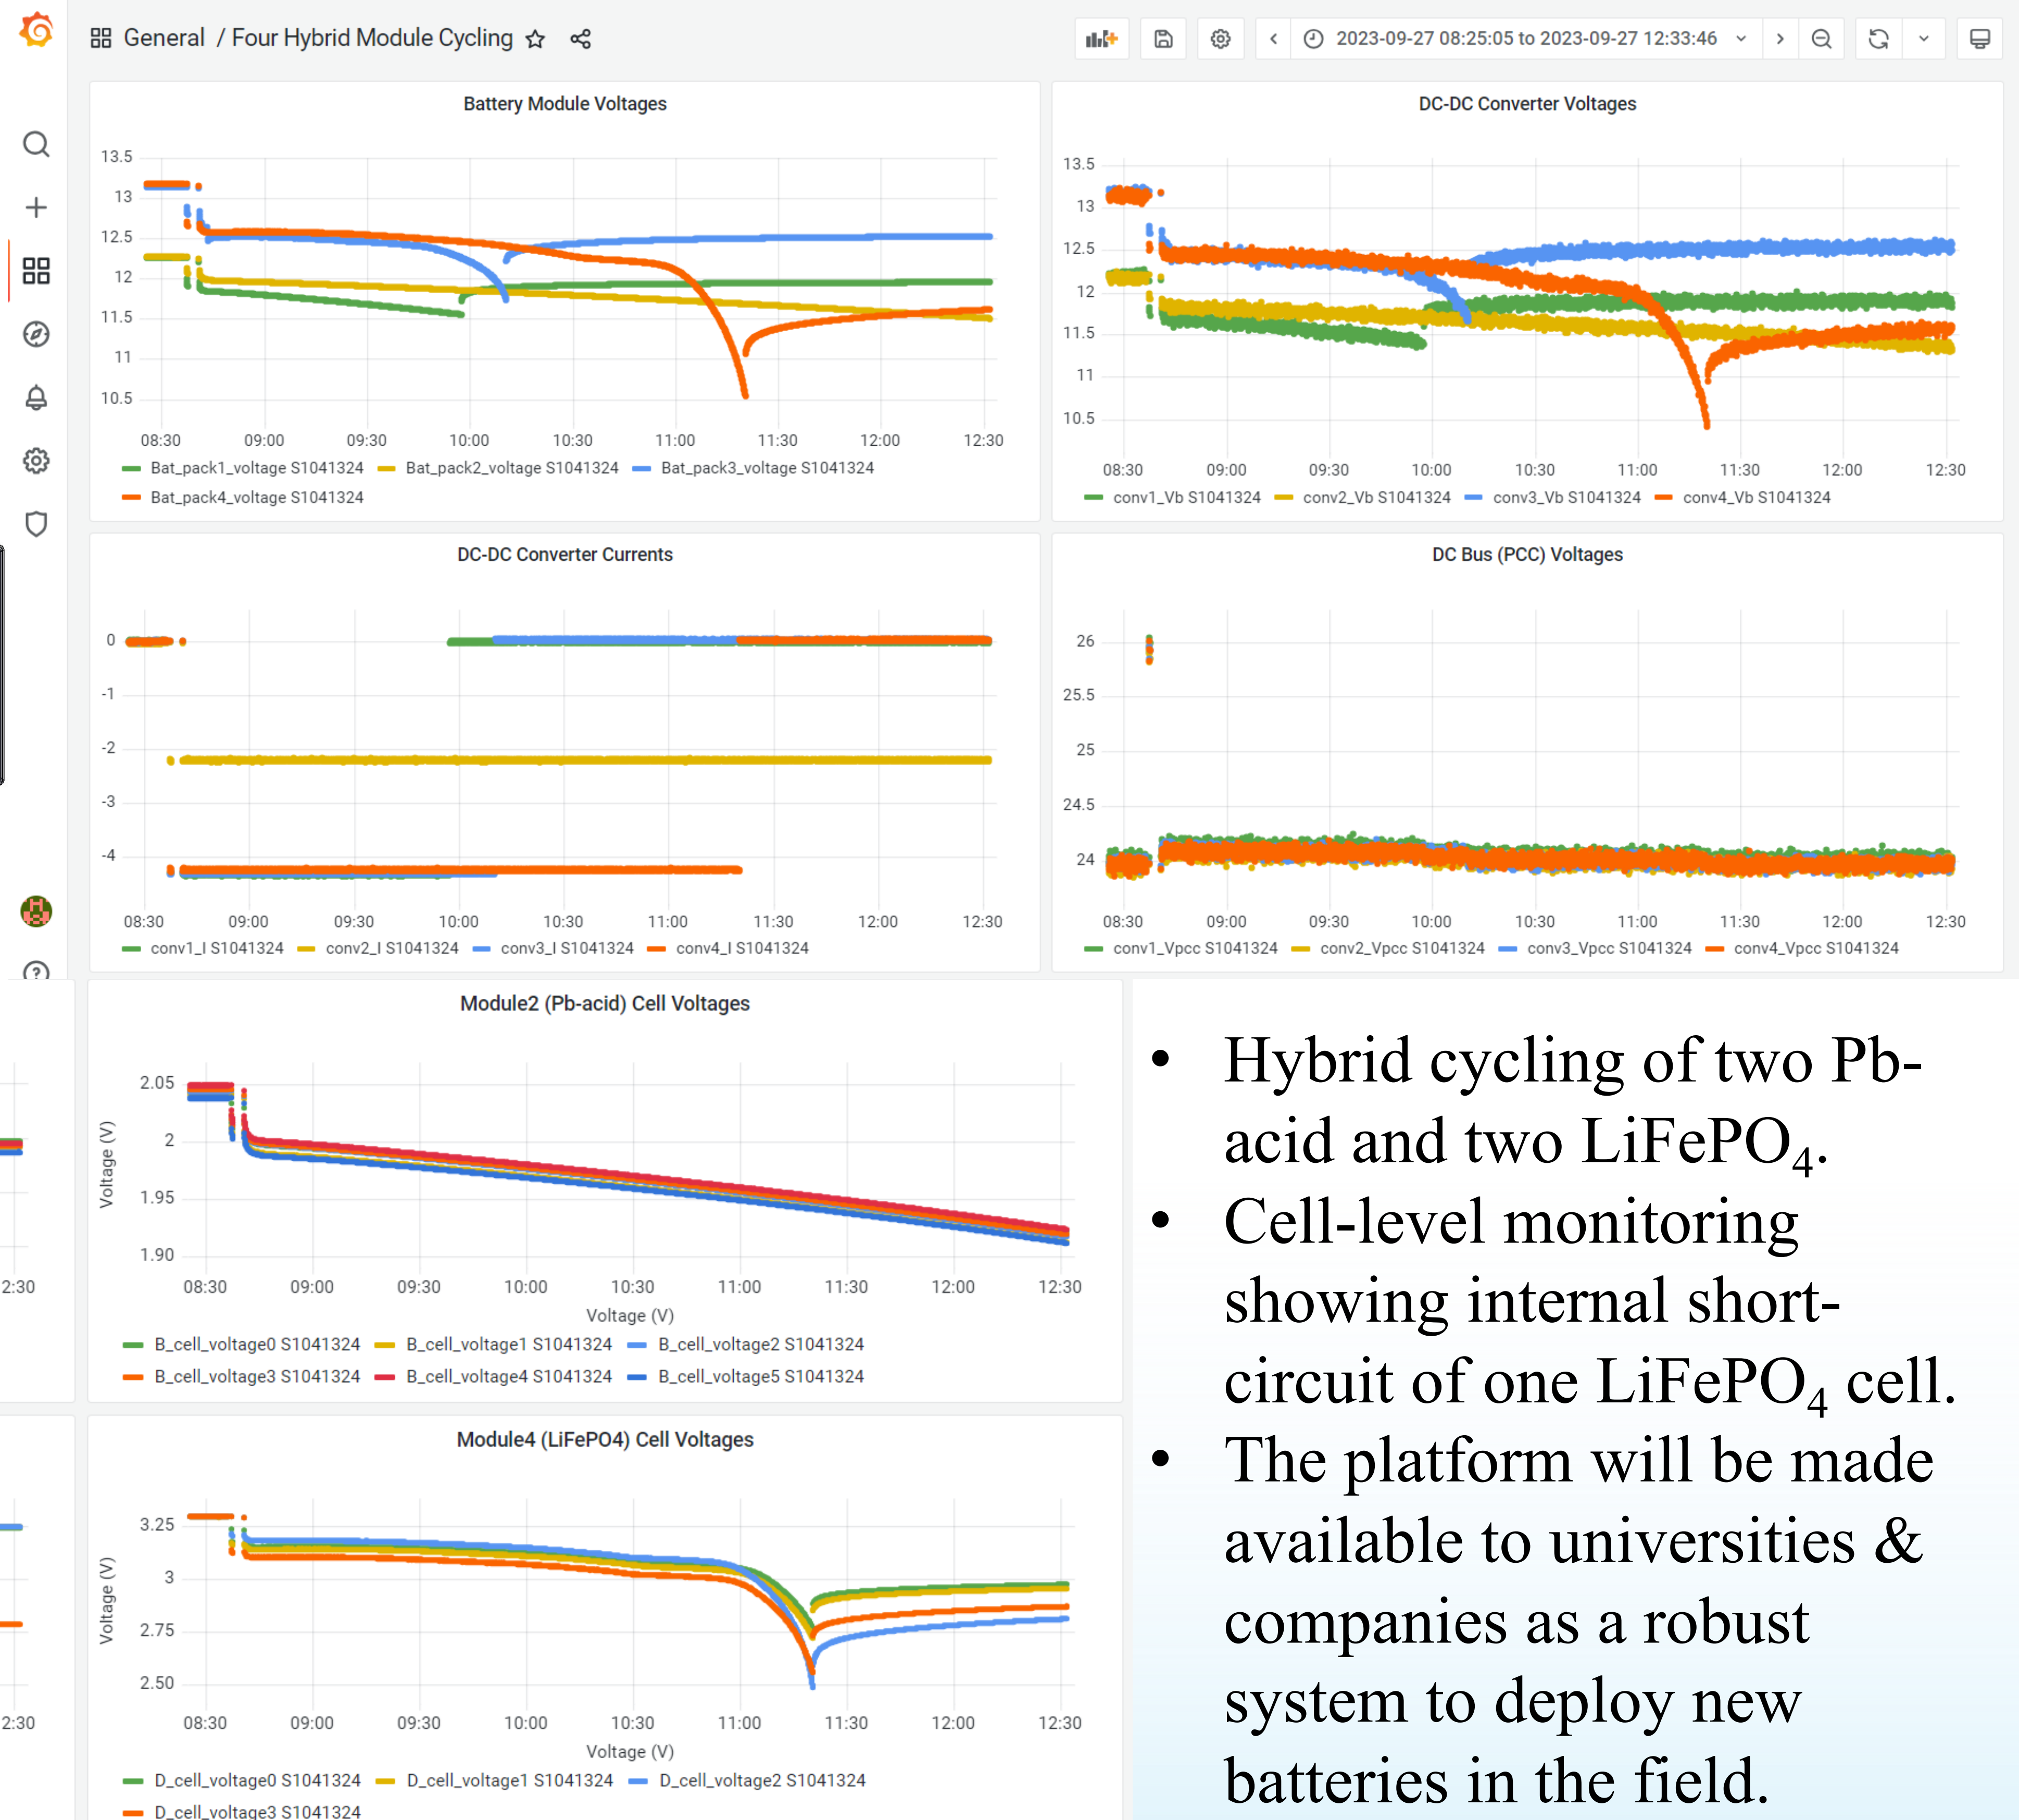 General / Four Hybrid Module Cycling
2023-09-27 08:25:05 to 2023-09-27 12:33:46
Battery Module Voltages
13.5
13
12.5
12
11.5
11
10.5
08:30 09:00 09:30 10:00 10:30 11:00 11:30 12:00 12:30
Bat_pack1_voltage S1041324 Bat_pack2_voltage S1041324 Bat_pack3_voltage S1041324
Bat_pack4_voltage S1041324
DC-DC Converter Voltages
13.5
13
12.5
12
11.5
11
10.5
08:30 09:00 09:30 10:00 10:30 11:00 11:30 12:00 12:30
conv1_Vb S1041324 conv2_Vb S1041324 conv3_Vb S1041324 conv4_Vb S1041324
DC-DC Converter Currents
0
-1
-2
-3
-4
08:30 09:00 09:30 10:00 10:30 11:00 11:30 12:00 12:30
conv1_I S1041324 conv2_I S1041324 conv3_I S1041324 conv4_I S1041324
DC Bus (PCC) Voltages
26
25.5
25
24.5
24
08:30 09:00 09:30 10:00 10:30 11:00 11:30 12:00 12:30
conv1_Vpcc S1041324 conv2_Vpcc S1041324 conv3_Vpcc S1041324 conv4_Vpcc S1041324
2:30
Module2 (Pb-acid) Cell Voltages
Voltage (V)
2.05
2
1.95
1.90
08:30 09:00 09:30 10:00 10:30 11:00 11:30 12:00 12:30
Voltage (V)
B_cell_voltage0 S1041324 B_cell_voltage1 S1041324 B_cell_voltage2 S1041324
B_cell_voltage3 S1041324 B_cell_voltage4 S1041324 B_cell_voltage5 S1041324
2:30
Module4 (LiFePO4) Cell Voltages
Voltage (V)
3.25
3
2.75
2.50
08:30 09:00 09:30 10:00 10:30 11:00 11:30 12:00 12:30
Voltage (V)
D_cell_voltage0 S1041324 D_cell_voltage1 S1041324 D_cell_voltage2 S1041324
D_cell_voltage3 S1041324
• Hybrid cycling of two Pb-
acid and two LiFePO₄.
• Cell-level monitoring
showing internal short-
circuit of one LiFePO₄ cell.
• The platform will be made
available to universities &
companies as a robust
system to deploy new
batteries in the field.